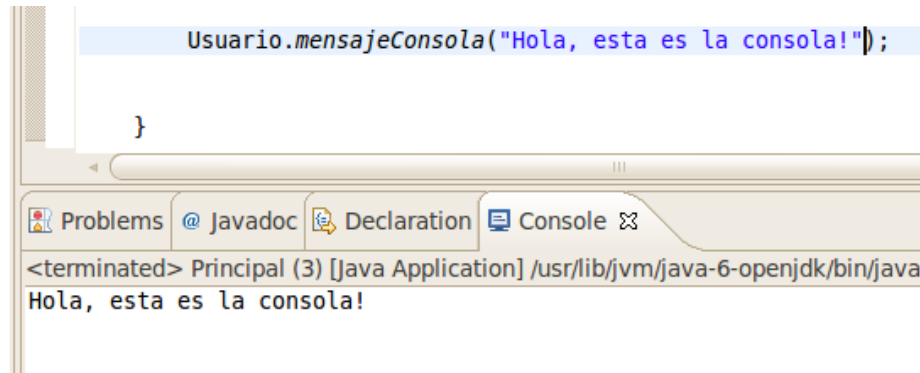 Usuario.mensajeConsola("Hola, esta es la consola!");
}
Problems @ Javadoc Declaration Console
<terminated> Principal (3) [Java Application] /usr/lib/jvm/java-6-openjdk/bin/java
Hola, esta es la consola!